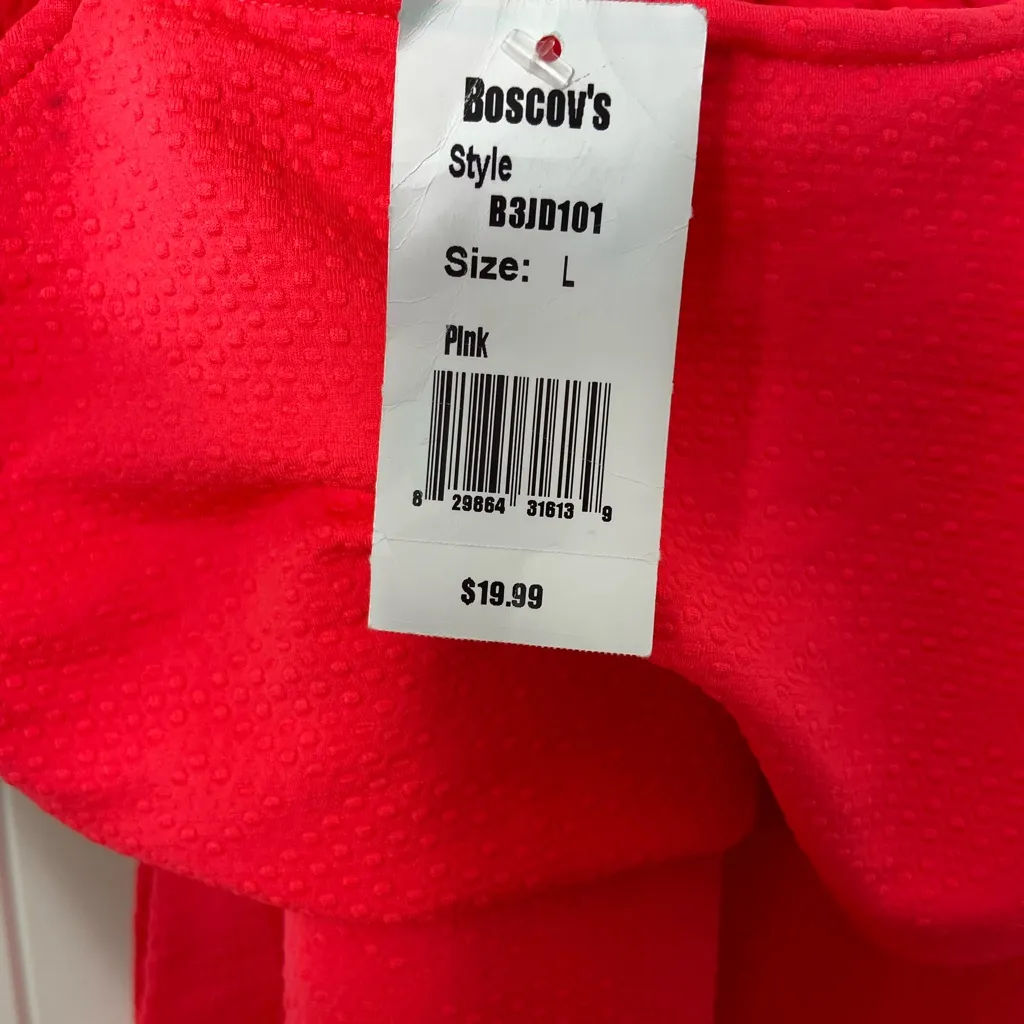 Boscov's
Style
B3JD101
Size: L
Pink
8 29864 31613 9
$19.99